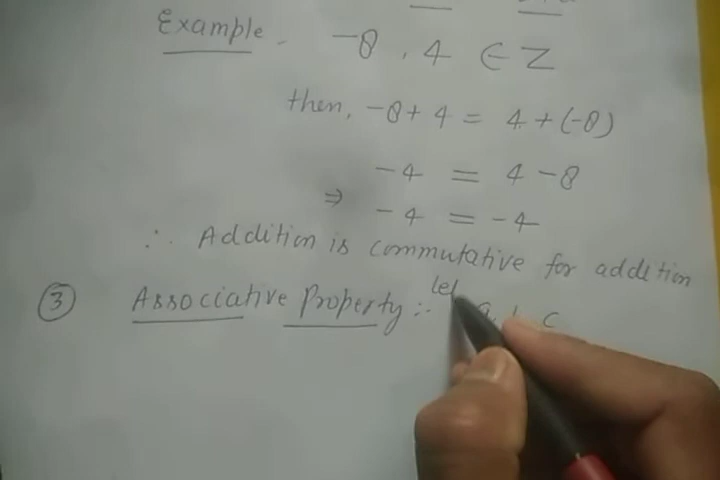 Example - -8, 4 ∈ Z
then, -8+4 = 4+(-8)
-4 = 4-8
⇒ -4 = -4
∴ Addition is commutative for addition
③ Associative Property :- let a, b, c